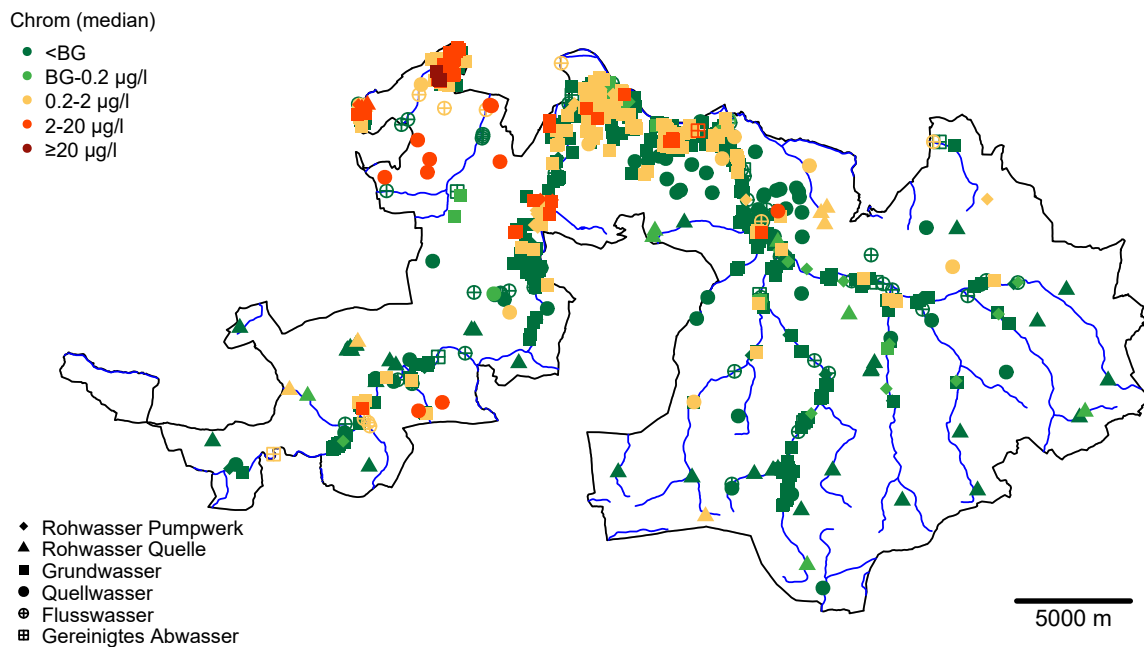 Chrom (median)
<BG
BG-0.2 µg/l
0.2-2 µg/l
2-20 µg/l
≥20 µg/l
Rohwasser Pumpwerk
Rohwasser Quelle
Grundwasser
Quellwasser
Flusswasser
Gereinigtes Abwasser
5000 m